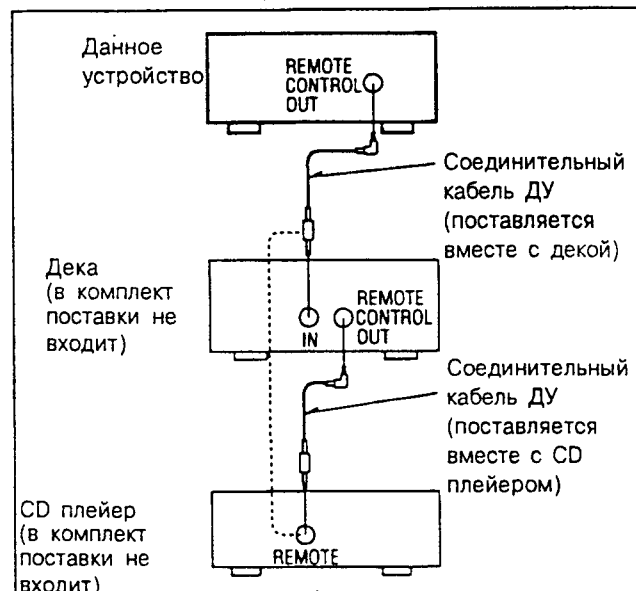 Данное
устройство
REMOTE
CONTROL
OUT
Соединительный
кабель ДУ
(поставляется
вместе с декой)
Дека
(в комплект
поставки не
входит)
IN
REMOTE
CONTROL
OUT
Соединительный
кабель ДУ
(поставляется
вместе с CD
плейером)
CD плейер
(в комплект
поставки не
входит)
REMOTE